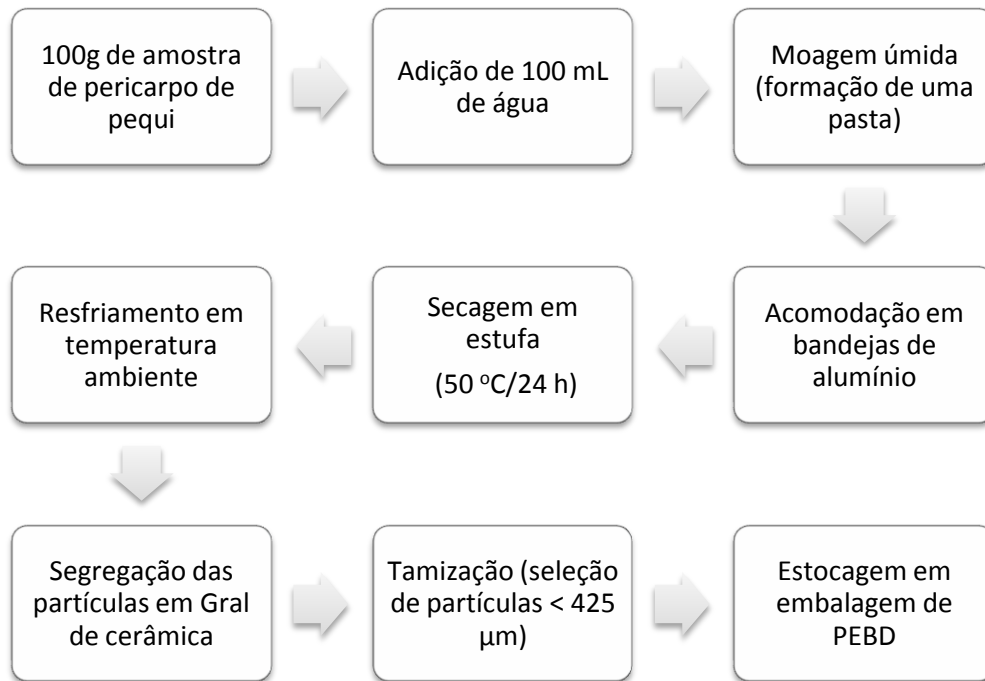 100g de amostra
de pericarpo de
pequi
Adição de 100 mL
de água
Moagem úmida
(formação de uma
pasta)
Acomodação em
bandejas de
alumínio
Secagem em
estufa
(50 ºC/24 h)
Resfriamento em
temperatura
ambiente
Segregação das
partículas em Gral
de cerâmica
Tamização (seleção
de partículas < 425
µm)
Estocagem em
embalagem de
PEBD